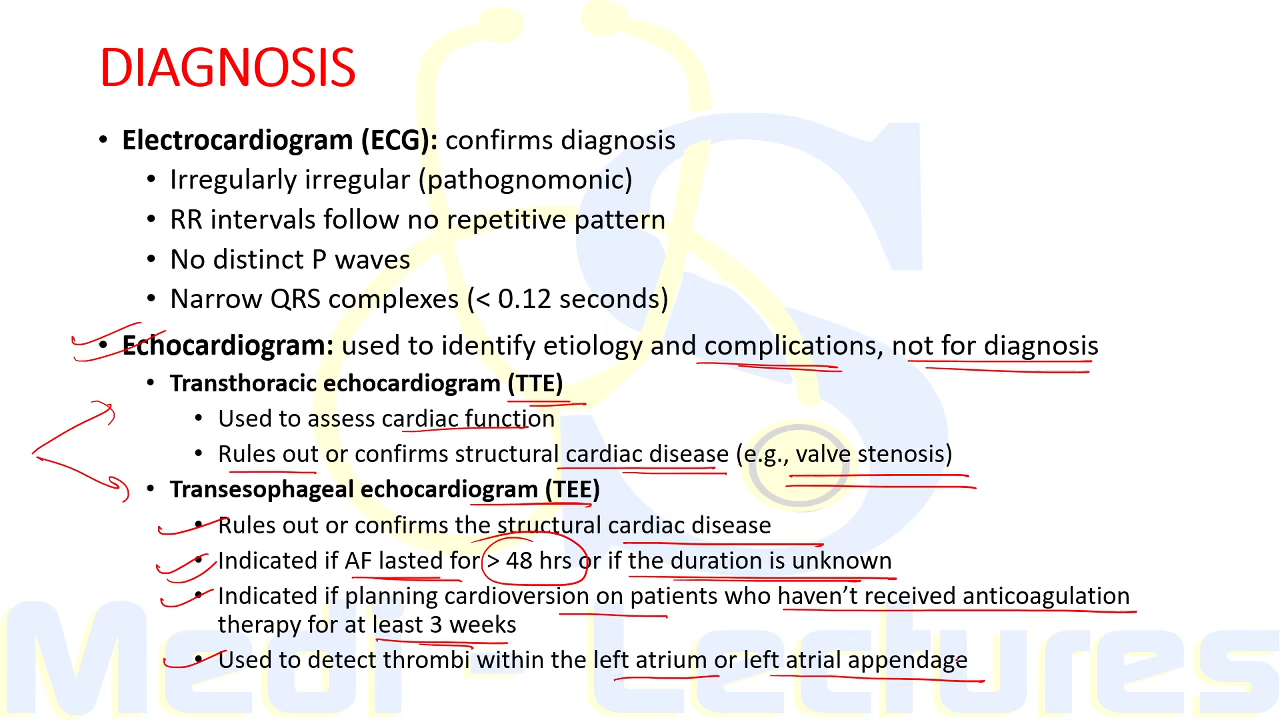 DIAGNOSIS
• Electrocardiogram (ECG): confirms diagnosis
• Irregularly irregular (pathognomonic)
• RR intervals follow no repetitive pattern
• No distinct P waves
• Narrow QRS complexes (< 0.12 seconds)
• Echocardiogram: used to identify etiology and complications, not for diagnosis
• Transthoracic echocardiogram (TTE)
• Used to assess cardiac function
• Rules out or confirms structural cardiac disease (e.g., valve stenosis)
• Transesophageal echocardiogram (TEE)
• Rules out or confirms the structural cardiac disease
• Indicated if AF lasted for > 48 hrs or if the duration is unknown
• Indicated if planning cardioversion on patients who haven’t received anticoagulation
therapy for at least 3 weeks
• Used to detect thrombi within the left atrium or left atrial appendage
Medi - Lectures